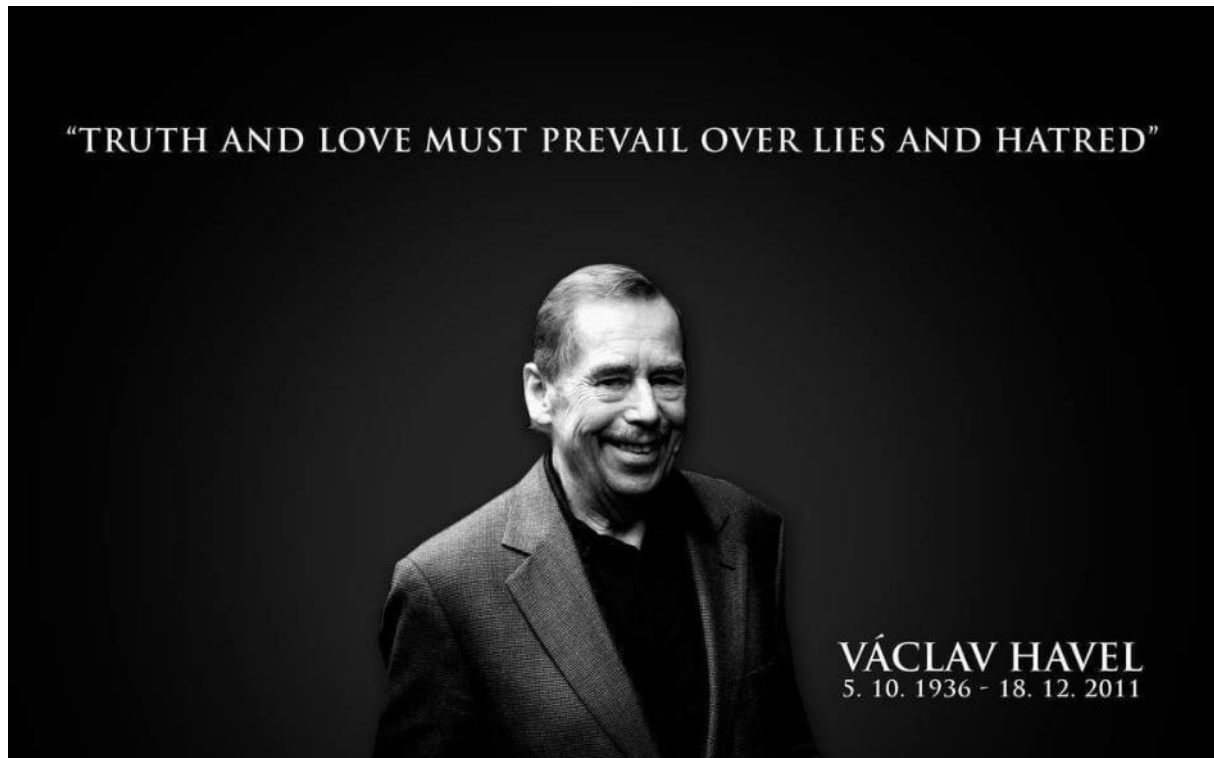 “TRUTH AND LOVE MUST PREVAIL OVER LIES AND HATRED”
VÁCLAV HAVEL
5. 10. 1936 - 18. 12. 2011